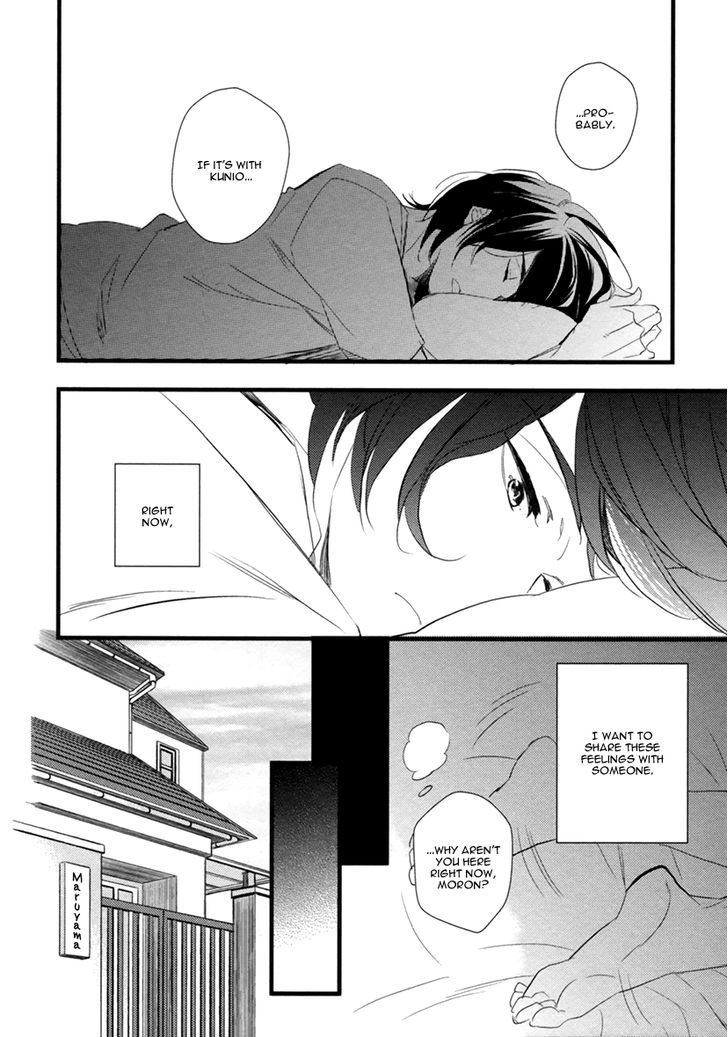 ...PRO-
BABLY.
IF IT'S WITH
KUNIO...
RIGHT
NOW,
I WANT TO
SHARE THESE
FEELINGS WITH
SOMEONE.
...WHY AREN'T
YOU HERE
RIGHT NOW,
MORON?
Maruyama